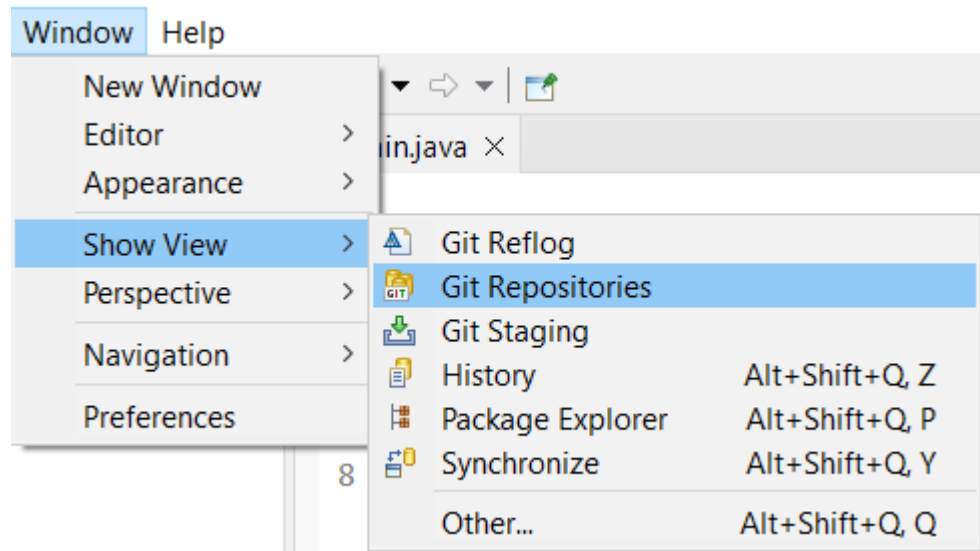 Window Help
New Window
Editor
in.java
Appearance
Show View
Git Reflog
Perspective
Git Repositories
Git Staging
Navigation
History Alt+Shift+Q, Z
Preferences
Package Explorer Alt+Shift+Q, P
8
Synchronize Alt+Shift+Q, Y
Other... Alt+Shift+Q, Q
GIT